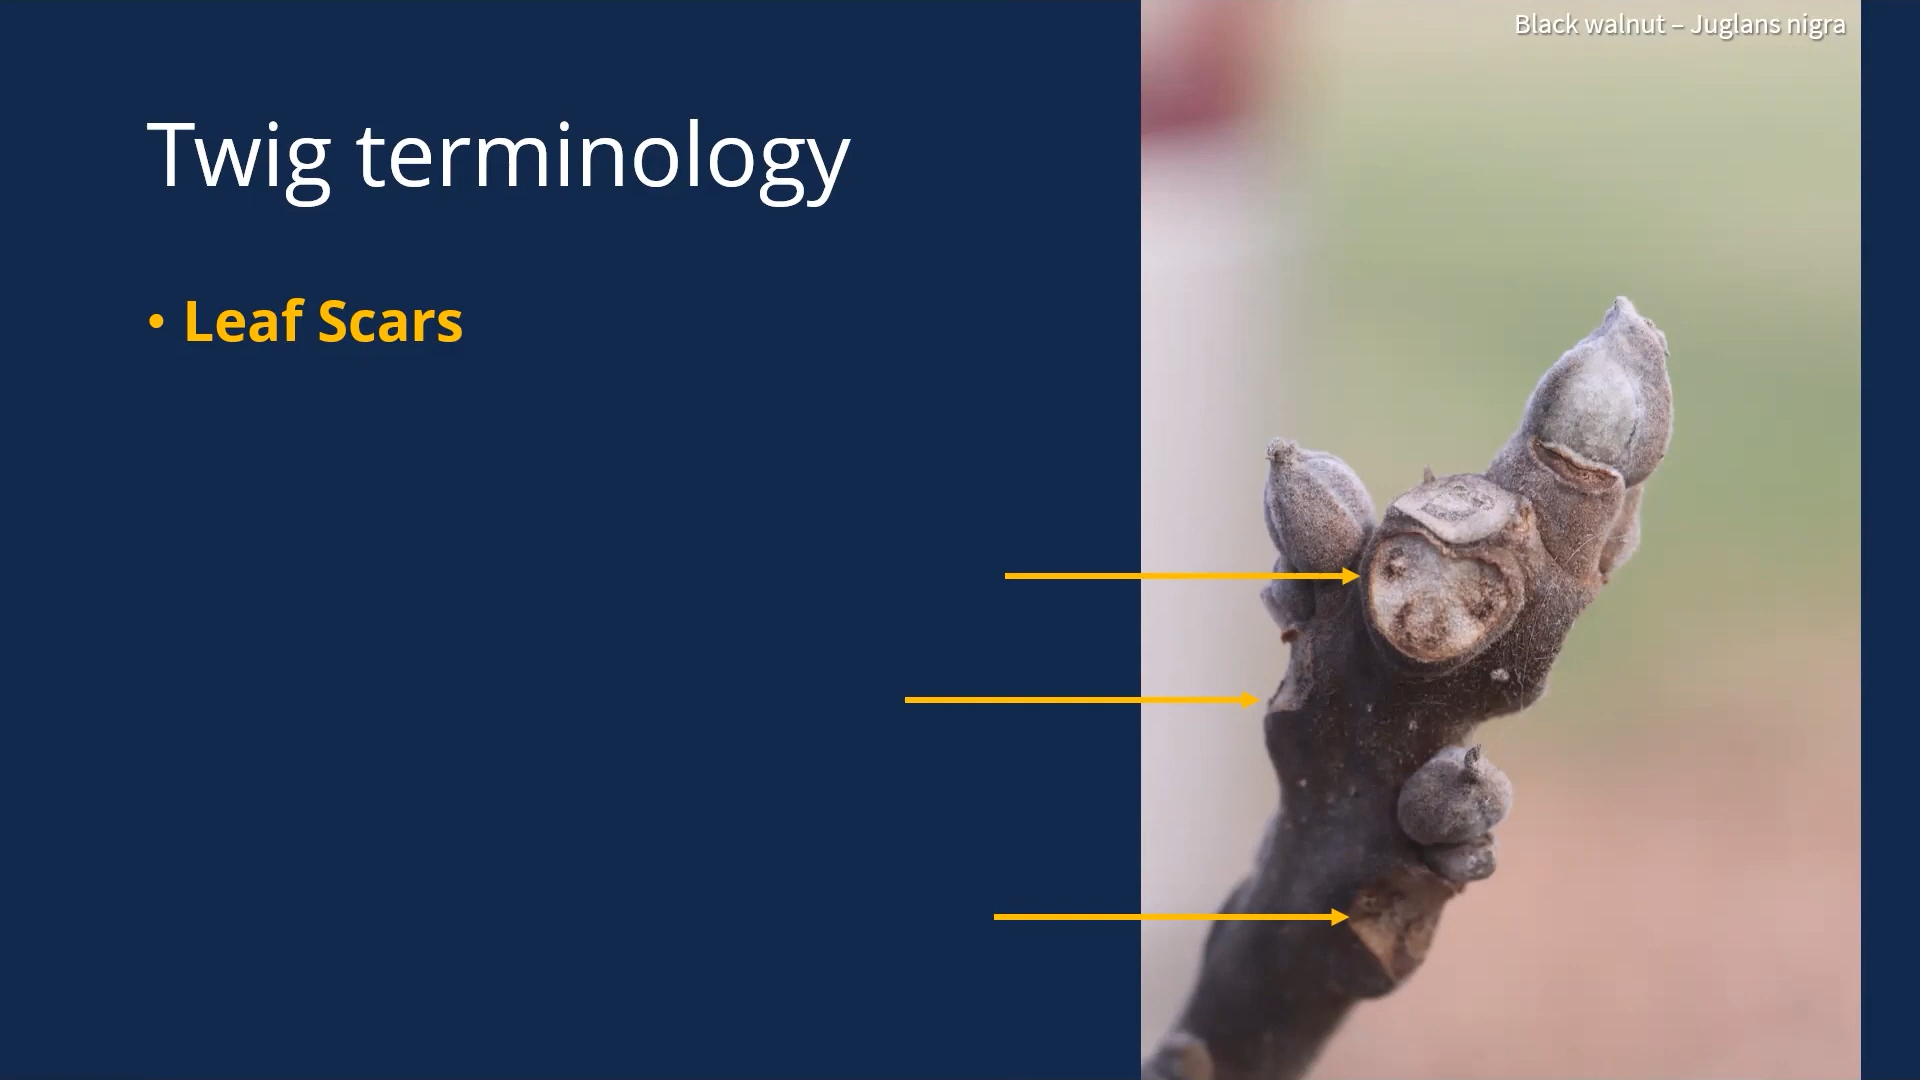 Black walnut – Juglans nigra
Twig terminology
• Leaf Scars